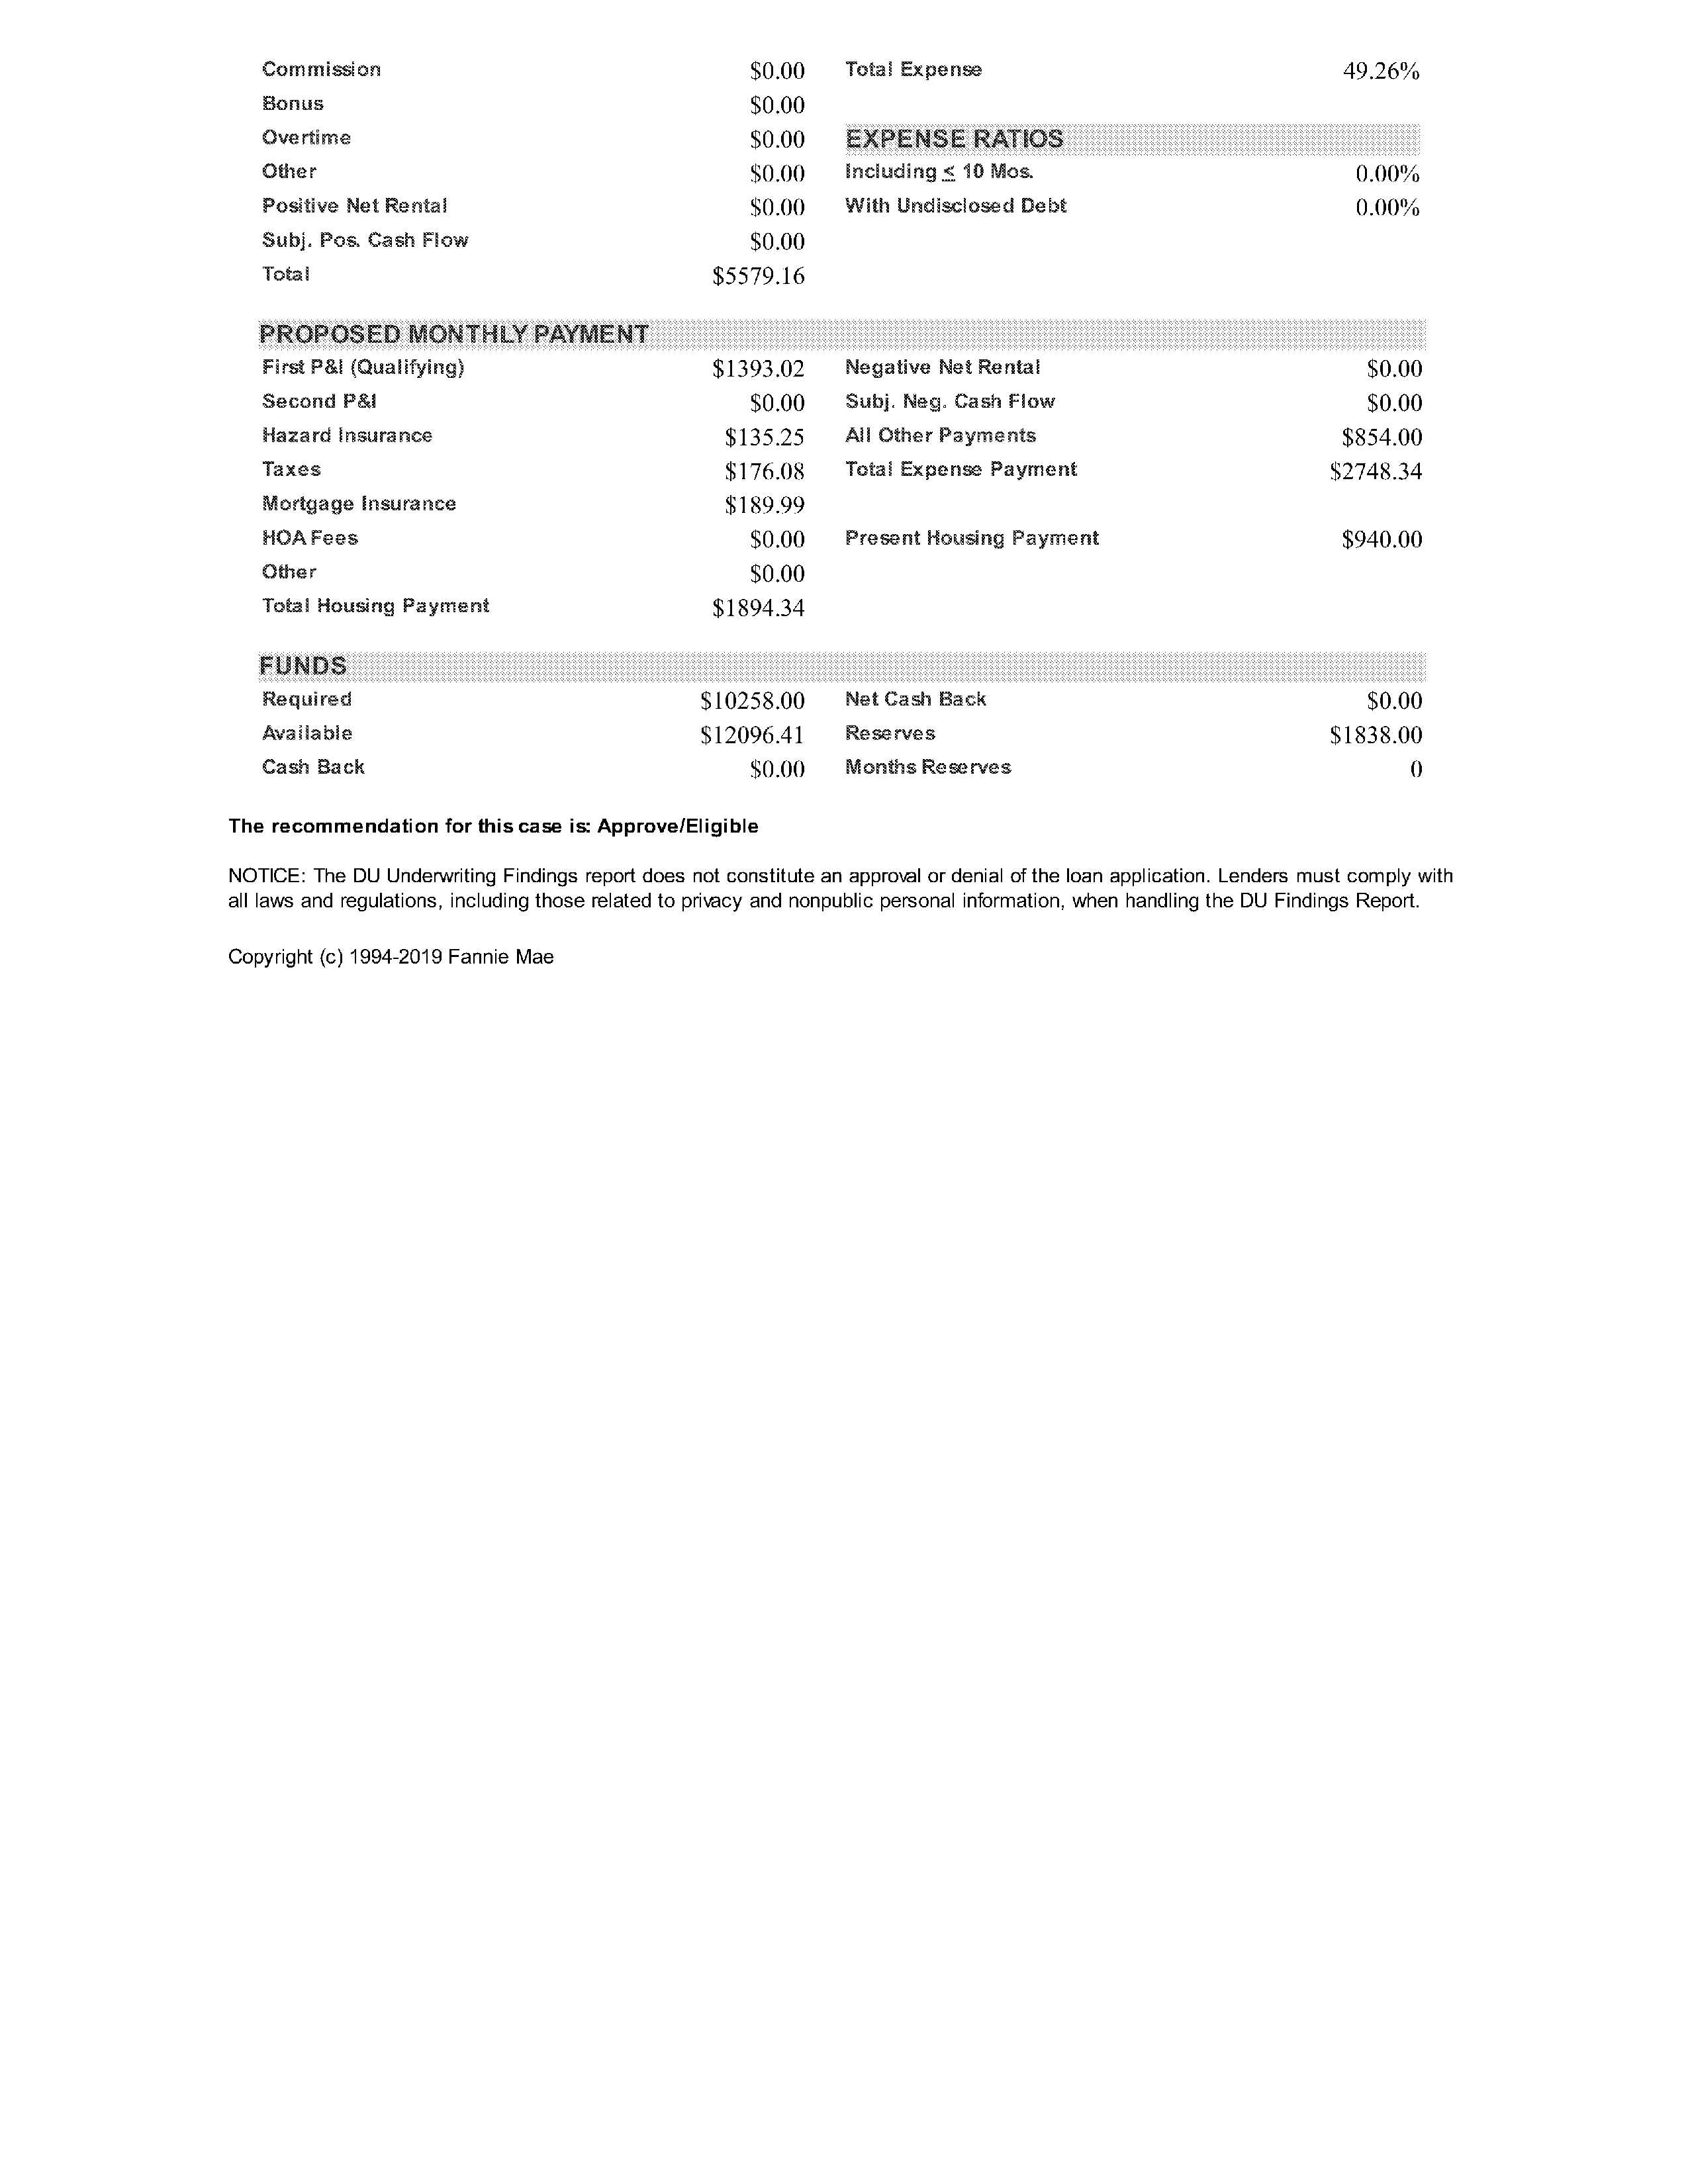 Commission $0.00 Total Expense 49.26%
Bonus $0.00
Overtime $0.00 EXPENSE RATIOS
Other $0.00 Including ≤ 10 Mos. 0.00%
Positive Net Rental $0.00 With Undisclosed Debt 0.00%
Subj. Pos. Cash Flow $0.00
Total $5579.16
PROPOSED MONTHLY PAYMENT
First P&I (Qualifying) $1393.02 Negative Net Rental $0.00
Second P&I $0.00 Subj. Neg. Cash Flow $0.00
Hazard Insurance $135.25 All Other Payments $854.00
Taxes $176.08 Total Expense Payment $2748.34
Mortgage Insurance $189.99
HOA Fees $0.00 Present Housing Payment $940.00
Other $0.00
Total Housing Payment $1894.34
FUNDS
Required $10258.00 Net Cash Back $0.00
Available $12096.41 Reserves $1838.00
Cash Back $0.00 Months Reserves 0
The recommendation for this case is: Approve/Eligible
NOTICE: The DU Underwriting Findings report does not constitute an approval or denial of the loan application. Lenders must comply with
all laws and regulations, including those related to privacy and nonpublic personal information, when handling the DU Findings Report.
Copyright (c) 1994-2019 Fannie Mae